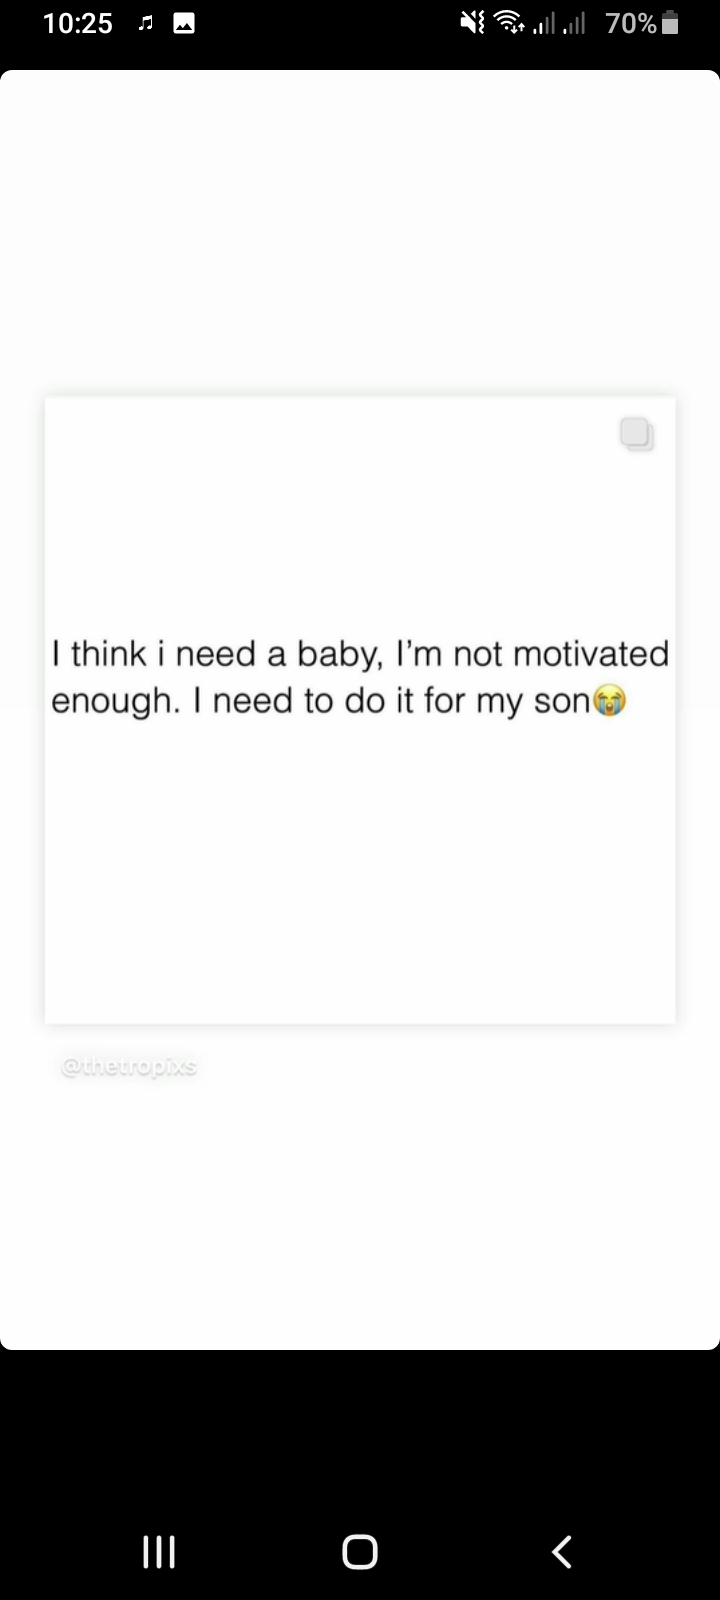 10:25 70%
I think i need a baby, I’m not motivated
enough. I need to do it for my son😭
@thetropixs